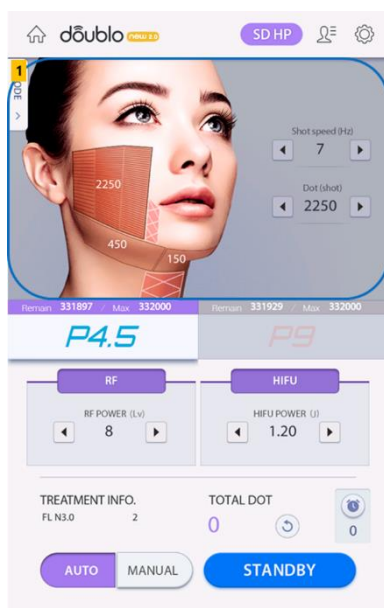 doublo new 2.0
SD HP
1
ODE
Shot speed (Hz)
7
Dot (shot)
2250
2250
450
150
Remain 331897 / Max 332000
Remain 331929 / Max 332000
P4.5
P9
RF
HIFU
RF POWER (Lv)
HIFU POWER (J)
8
1.20
TREATMENT INFO.
TOTAL DOT
FL N3.0 2
0
0
AUTO
MANUAL
STANDBY